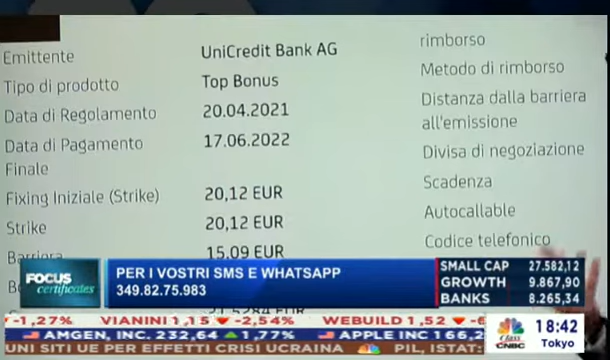 Emittente UniCredit Bank AG
Tipo di prodotto Top Bonus
Data di Regolamento 20.04.2021
Data di Pagamento 17.06.2022
Finale
Fixing Iniziale (Strike) 20,12 EUR
Strike 20,12 EUR
Barriera 15,09 EUR
rimborso
Metodo di rimborso
Distanza dalla barriera
all'emissione
Divisa di negoziazione
Scadenza
Autocallable
Codice telefonico
FOCUS
certificates
PER I VOSTRI SMS E WHATSAPP
349.82.75.983
SMALL CAP 27.582,12
GROWTH 9.867,90
BANKS 8.265,34
-1,27% VIANINI 1,15 -2,54% WEBUILD 1,52
AMGEN, INC. 232,64 1,77% APPLE INC 166,2
UNI SITUE PER EFFETTI CRISI UCRAINA PIL, ISTAT
Class
CNBC
18:42
Tokyo